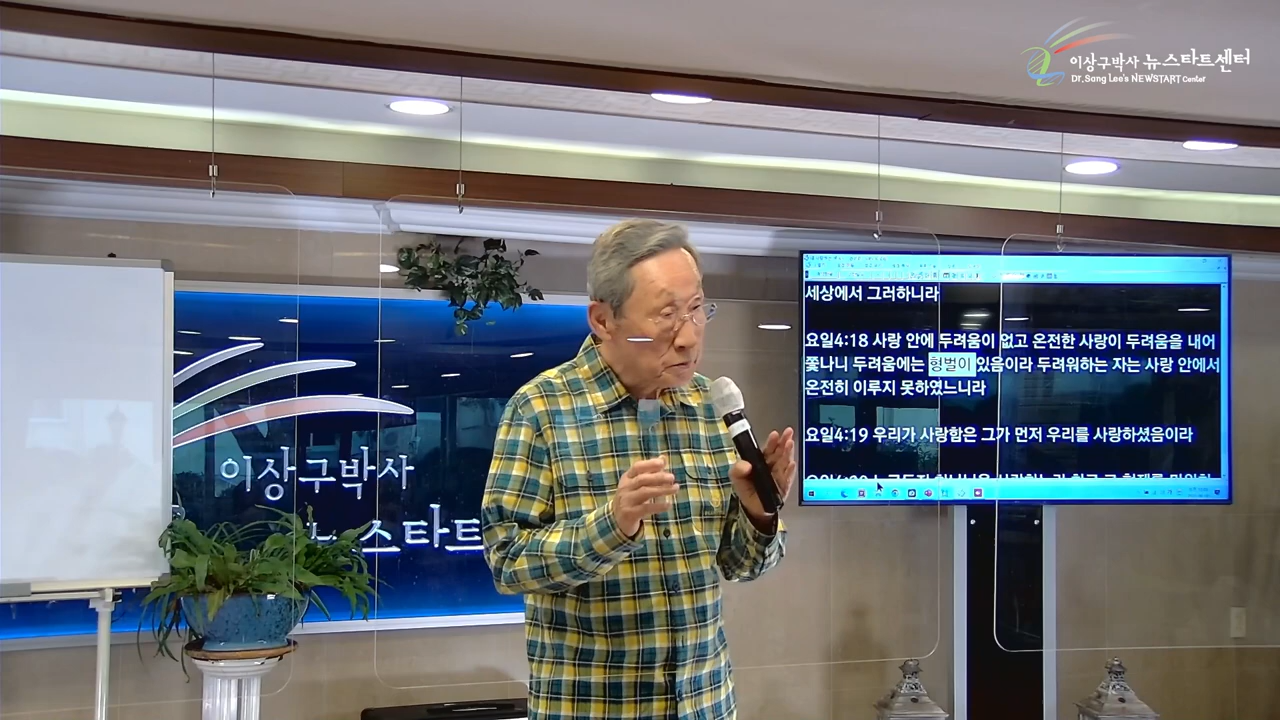 이상구박사 뉴스타트센터
Dr. Sang Lee's NEWSTART Center
세상에서 그러하니라
요일4:18 사랑 안에 두려움이 없고 온전한 사랑이 두려움을 내어
쫓나니 두려움에는 형벌이 있음이라 두려워하는 자는 사랑 안에서
온전히 이루지 못하였느니라
요일4:19 우리가 사랑함은 그가 먼저 우리를 사랑하셨음이라
이상구박사
뉴스타트